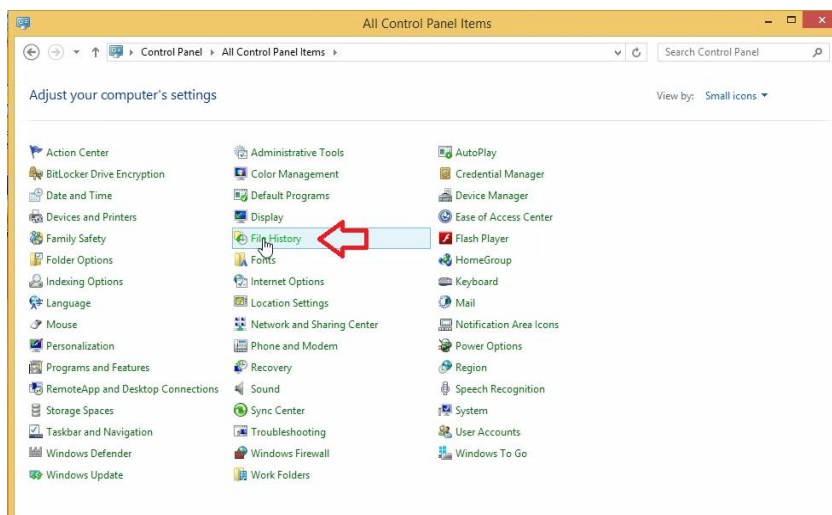 All Control Panel Items
Control Panel All Control Panel Items Search Control Panel
Adjust your computer's settings View by: Small icons
Action Center Administrative Tools AutoPlay
BitLocker Drive Encryption Color Management Credential Manager
Date and Time Default Programs Device Manager
Devices and Printers Display Ease of Access Center
Family Safety File History Flash Player
Folder Options Fonts HomeGroup
Indexing Options Internet Options Keyboard
Language Location Settings Mail
Mouse Network and Sharing Center Notification Area Icons
Personalization Phone and Modem Power Options
Programs and Features Recovery Region
RemoteApp and Desktop Connections Sound Speech Recognition
Storage Spaces Sync Center System
Taskbar and Navigation Troubleshooting User Accounts
Windows Defender Windows Firewall Windows To Go
Windows Update Work Folders